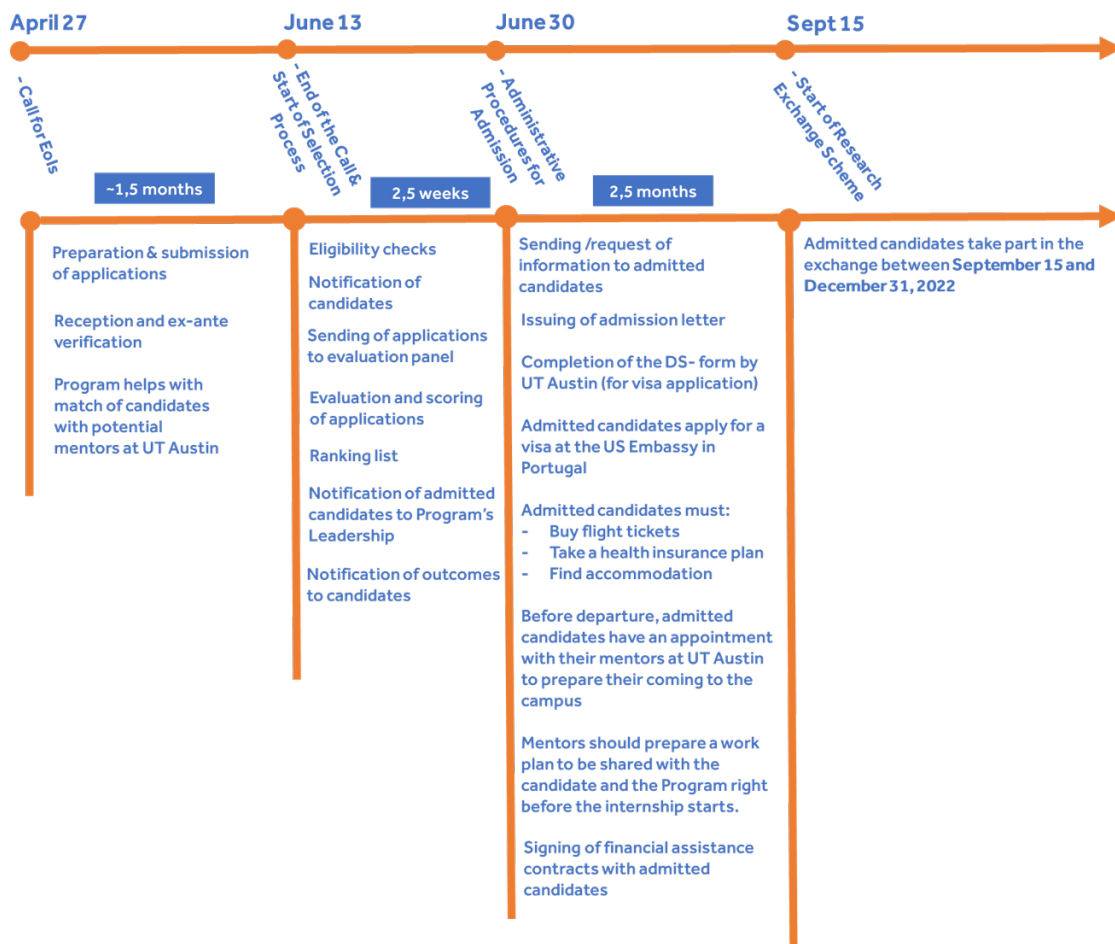 April 27
June 13
June 30
Sept 15
- Call for EoIs
- End of the Call &
Start of Selection
Process
- Administrative
Procedures for
Admission
- Start of Research
Exchange Scheme
~1,5 months
2,5 weeks
2,5 months
Preparation & submission
of applications
Reception and ex-ante
verification
Program helps with
match of candidates
with potential
mentors at UT Austin
Eligibility checks
Notification of
candidates
Sending of applications
to evaluation panel
Evaluation and scoring
of applications
Ranking list
Notification of admitted
candidates to Program's
Leadership
Notification of outcomes
to candidates
Sending /request of
information to admitted
candidates
Issuing of admission letter
Completion of the DS- form by
UT Austin (for visa application)
Admitted candidates apply for a
visa at the US Embassy in
Portugal
Admitted candidates must:
- Buy flight tickets
- Take a health insurance plan
- Find accommodation
Before departure, admitted
candidates have an appointment
with their mentors at UT Austin
to prepare their coming to the
campus
Mentors should prepare a work
plan to be shared with the
candidate and the Program right
before the internship starts.
Signing of financial assistance
contracts with admitted
candidates
Admitted candidates take part in the
exchange between September 15 and
December 31, 2022